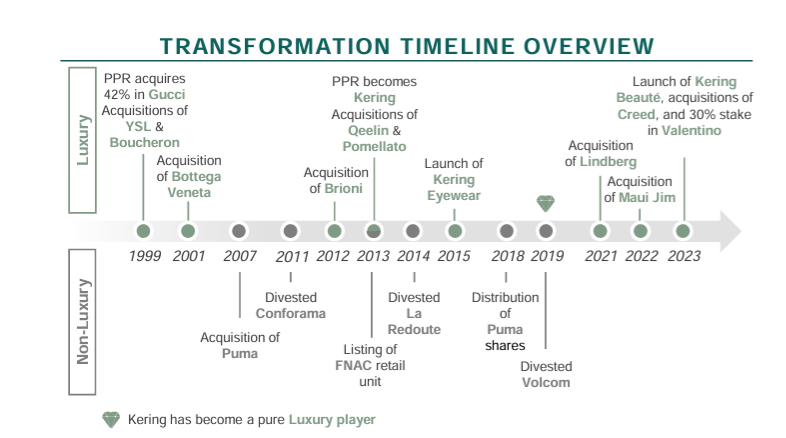 TRANSFORMATION TIMELINE OVERVIEW
Luxury
PPR acquires
42% in Gucci
Acquisitions of
YSL &
Boucheron
Acquisition
of Bottega
Veneta
Acquisition
of Brioni
PPR becomes
Kering
Acquisitions of
Qeelin &
Pomellato
Launch of
Kering
Eyewear
Acquisition
of Lindberg
Acquisition
of Maui Jim
Launch of Kering
Beauté, acquisitions of
Creed, and 30% stake
in Valentino
1999 2001 2007 2011 2012 2013 2014 2015 2018 2019 2021 2022 2023
Non-Luxury
Acquisition of
Puma
Divested
Conforama
Listing of
FNAC retail
unit
Divested
La
Redoute
Distribution
of
Puma
shares
Divested
Volcom
Kering has become a pure Luxury player